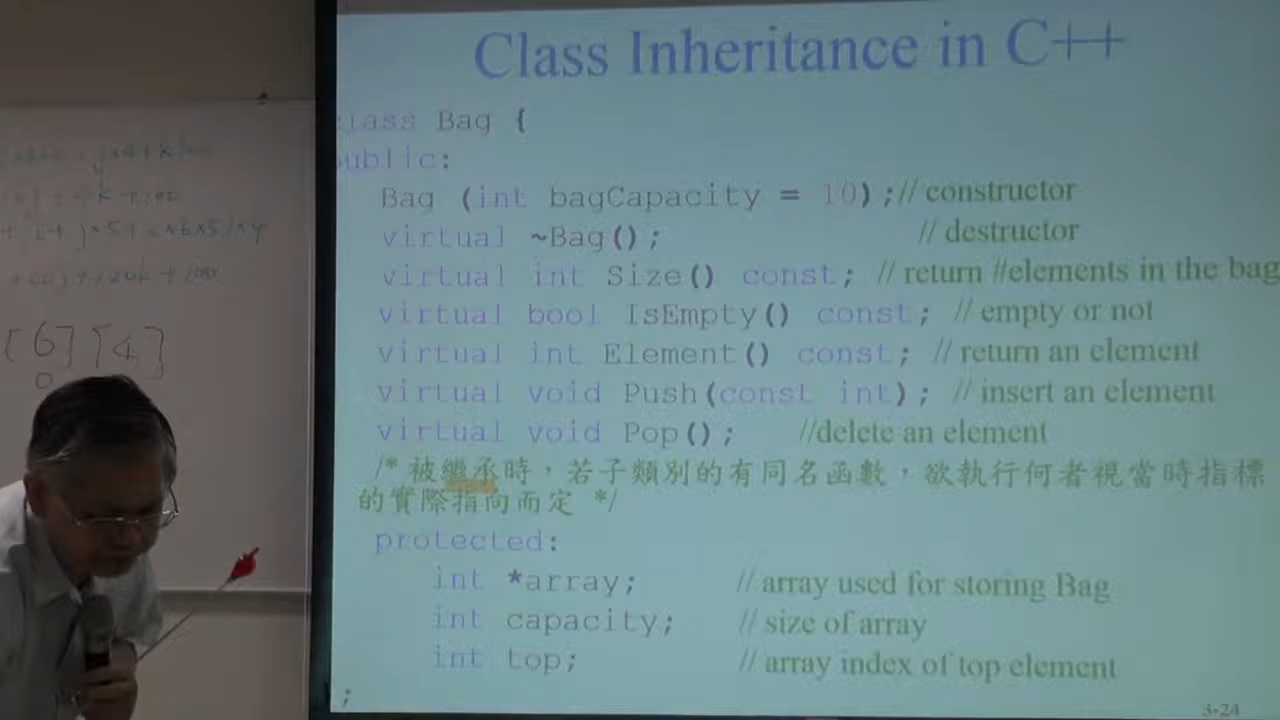 Class Inheritance in C++
class Bag {
public:
Bag (int bagCapacity = 10);// constructor
virtual ~Bag(); // destructor
virtual int Size() const; // return #elements in the bag
virtual bool IsEmpty() const; // empty or not
virtual int Element() const; // return an element
virtual void Push(const int); // insert an element
virtual void Pop(); //delete an element
/* 被繼承時，若子類別的有同名函數，欲執行何者視當時指標
的實際指向而定 */
protected:
int *array; // array used for storing Bag
int capacity; // size of array
int top; // array index of top element
};
3-24
[6][4]
0